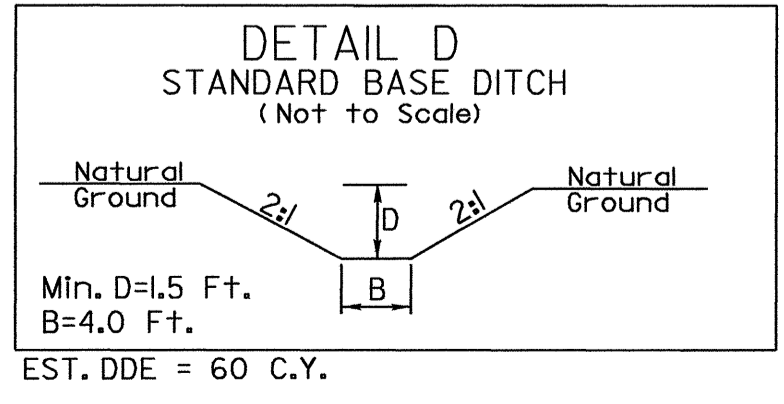 DETAIL D
STANDARD BASE DITCH
(Not to Scale)
Natural
Ground
2:1
D
2:1
Natural
Ground
B
Min. D=1.5 Ft.
B=4.0 Ft.
EST. DDE = 60 C.Y.